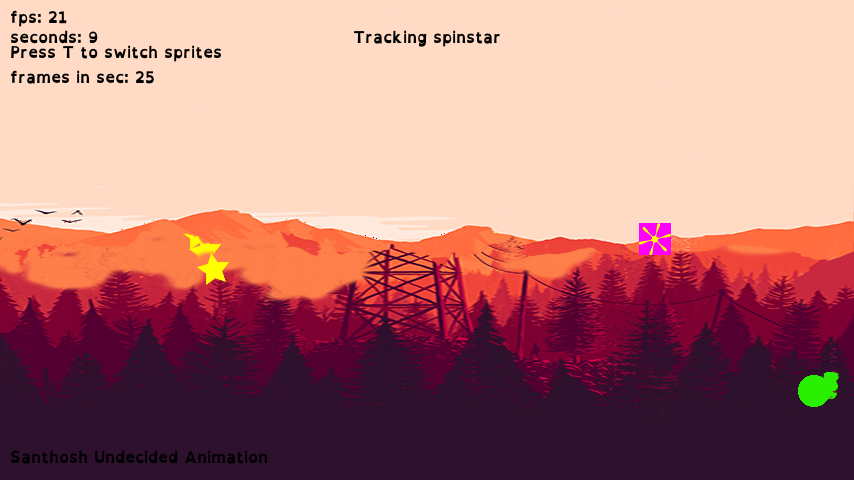 fps: 21
seconds: 9
Press T to switch sprites
Tracking spinstar
frames in sec: 25
Santhosh Undecided Animation